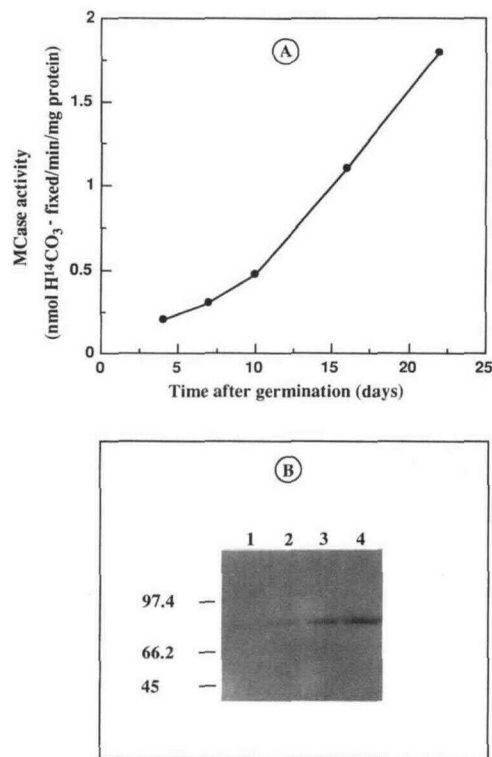 A
MCase activity
(nmol H¹⁴CO₃- fixed/min/mg protein)
2
1.5
1
0.5
0
0 5 10 15 20 25
Time after germination (days)
B
1 2 3 4
97.4
66.2
45